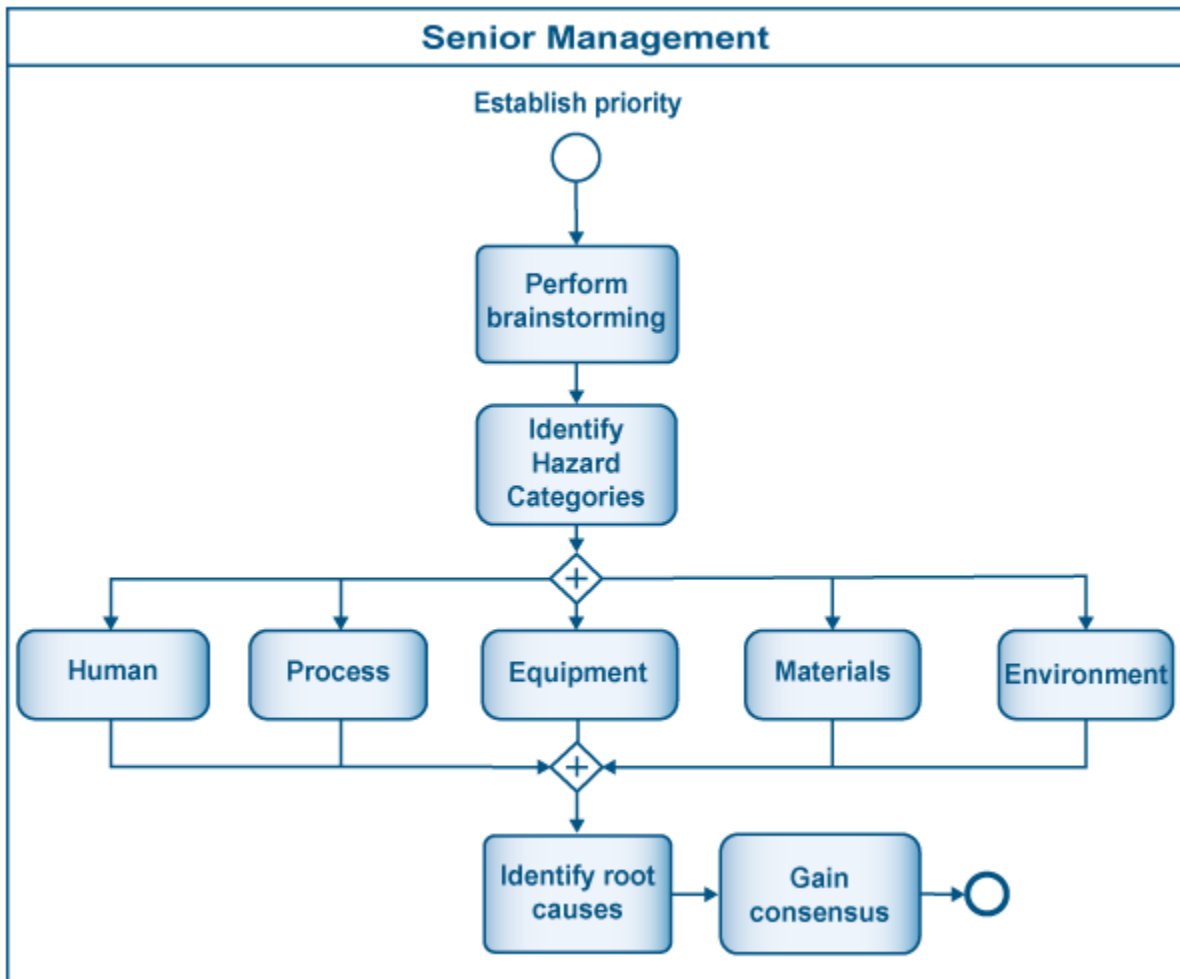 Senior Management
Establish priority
Perform
brainstorming
Identify
Hazard
Categories
Human
Process
Equipment
Materials
Environment
Identify root
causes
Gain
consensus